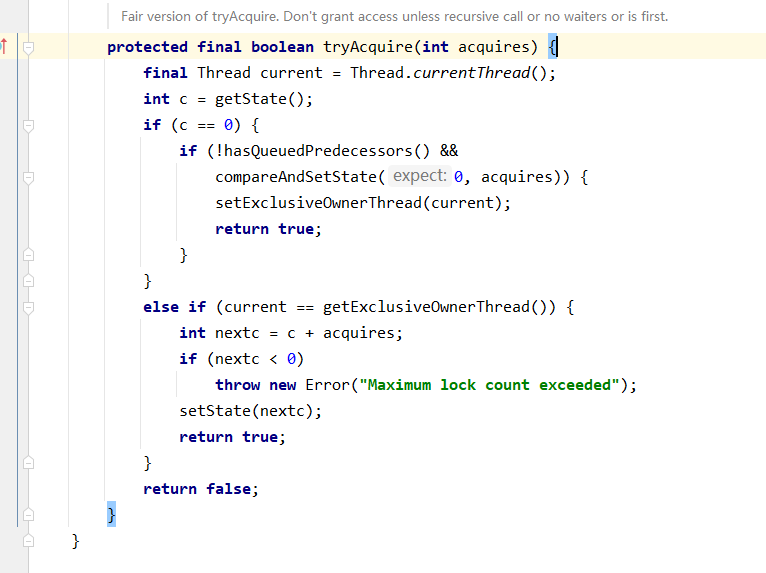 Fair version of tryAcquire. Don't grant access unless recursive call or no waiters or is first.
protected final boolean tryAcquire(int acquires) {
final Thread current = Thread.currentThread();
int c = getState();
if (c == 0) {
if (!hasQueuedPredecessors() &&
compareAndSetState( expect: 0, acquires)) {
setExclusiveOwnerThread(current);
return true;
}
}
else if (current == getExclusiveOwnerThread()) {
int nextc = c + acquires;
if (nextc < 0)
throw new Error("Maximum lock count exceeded");
setState(nextc);
return true;
}
return false;
}
}